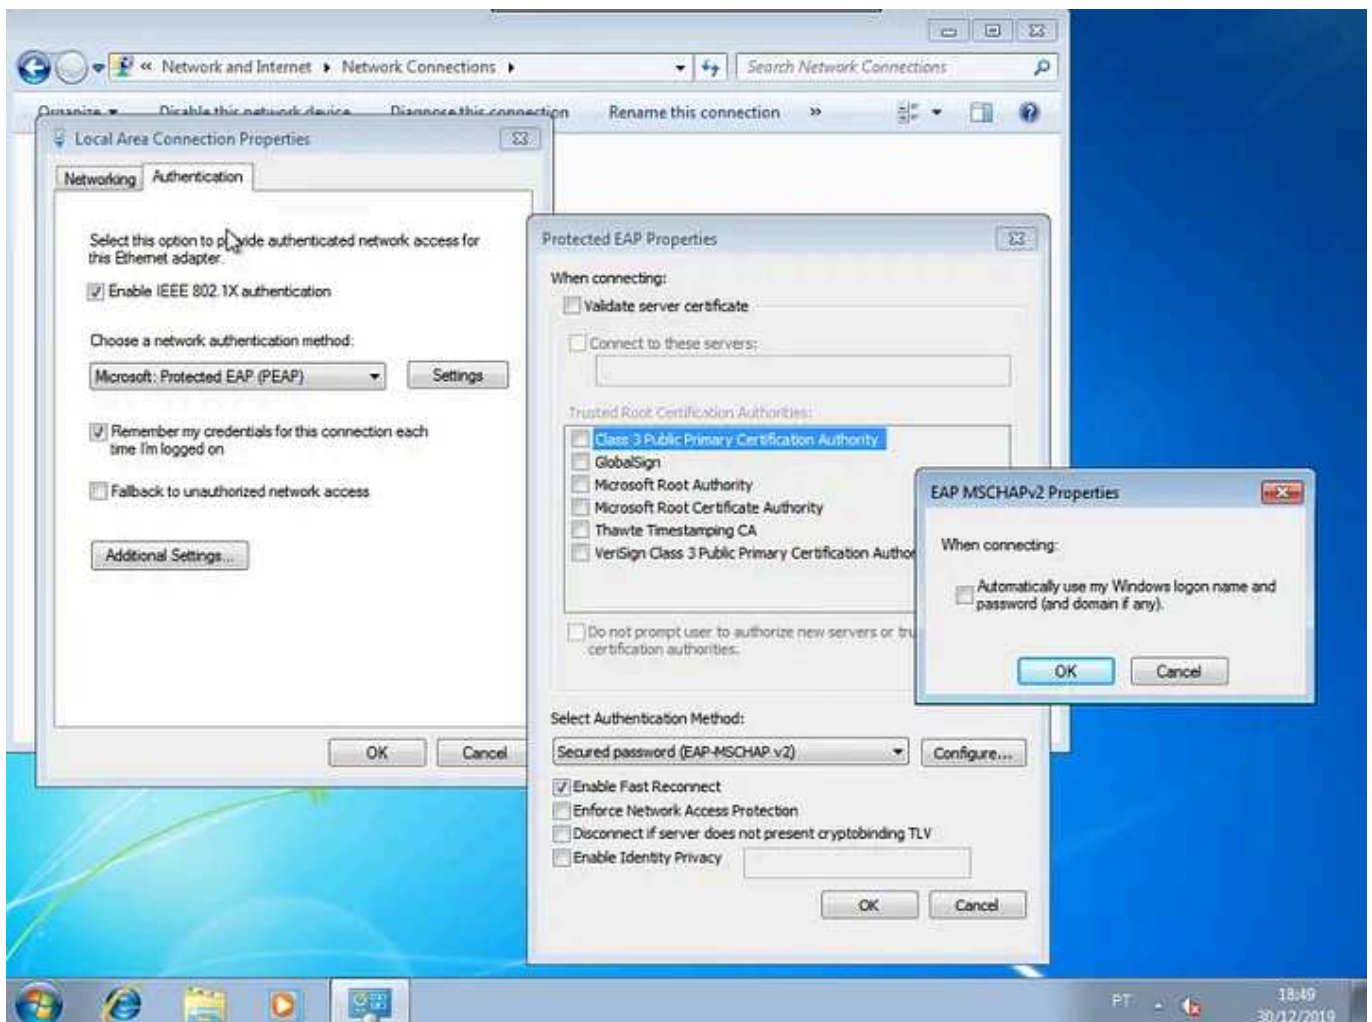 « Network and Internet ▸ Network Connections ▸
Search Network Connections
Organize
Disable this network device
Diagnose this connection
Rename this connection
»
Local Area Connection Properties
Networking
Authentication
Select this option to provide authenticated network access for
this Ethernet adapter.
Enable IEEE 802.1X authentication
Choose a network authentication method:
Microsoft: Protected EAP (PEAP)
Settings
Remember my credentials for this connection each
time I'm logged on
Fallback to unauthorized network access
Additional Settings...
OK
Cancel
Protected EAP Properties
When connecting:
Validate server certificate
Connect to these servers:
Trusted Root Certification Authorities:
Class 3 Public Primary Certification Authority
GlobalSign
Microsoft Root Authority
Microsoft Root Certificate Authority
Thawte Timestamping CA
VeriSign Class 3 Public Primary Certification Author
Do not prompt user to authorize new servers or tru
certification authorities.
Select Authentication Method:
Secured password (EAP-MSCHAP v2)
Configure...
Enable Fast Reconnect
Enforce Network Access Protection
Disconnect if server does not present cryptobinding TLV
Enable Identity Privacy
OK
Cancel
EAP MSCHAPv2 Properties
When connecting:
Automatically use my Windows logon name and
password (and domain if any).
OK
Cancel
PT
18:49
30/12/2019